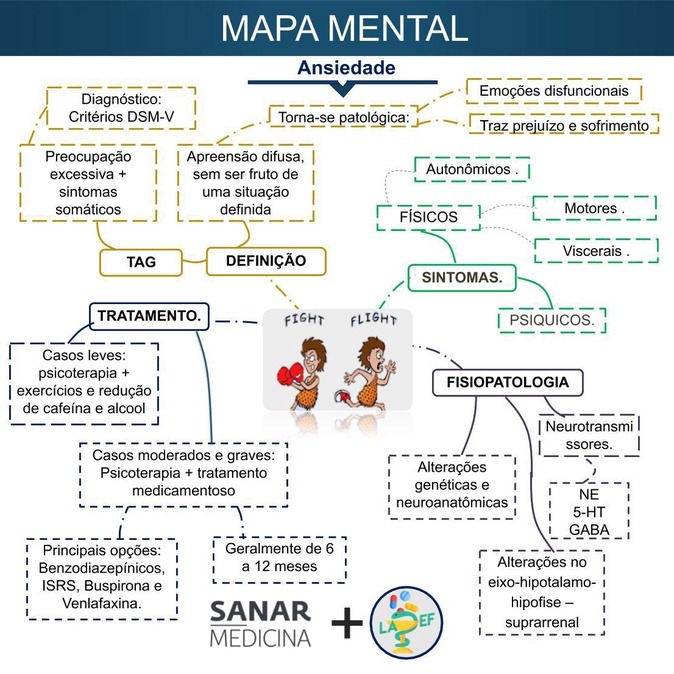 MAPA MENTAL
Ansiedade
Diagnóstico:
Critérios DSM-V
Torna-se patológica:
Emoções disfuncionais
Traz prejuízo e sofrimento
Preocupação
excessiva +
sintomas
somáticos
Apreensão difusa,
sem ser fruto de
uma situação
definida
TAG
DEFINIÇÃO
Autonômicos .
FÍSICOS
Motores .
Viscerais .
SINTOMAS.
PSIQUICOS.
TRATAMENTO.
FIGHT
FLIGHT
Casos leves:
psicoterapia +
exercícios e redução
de cafeína e alcool
Casos moderados e graves:
Psicoterapia + tratamento
medicamentoso
Principais opções:
Benzodiazepínicos,
ISRS, Buspirona e
Venlafaxina.
Geralmente de 6
a 12 meses
FISIOPATOLOGIA
Alterações
genéticas e
neuroanatômicas
Neurotransmi
ssores.
NE
5-HT
GABA
Alterações no
eixo-hipotalamo-
hipofise –
suprarrenal
SANAR
MEDICINA
+